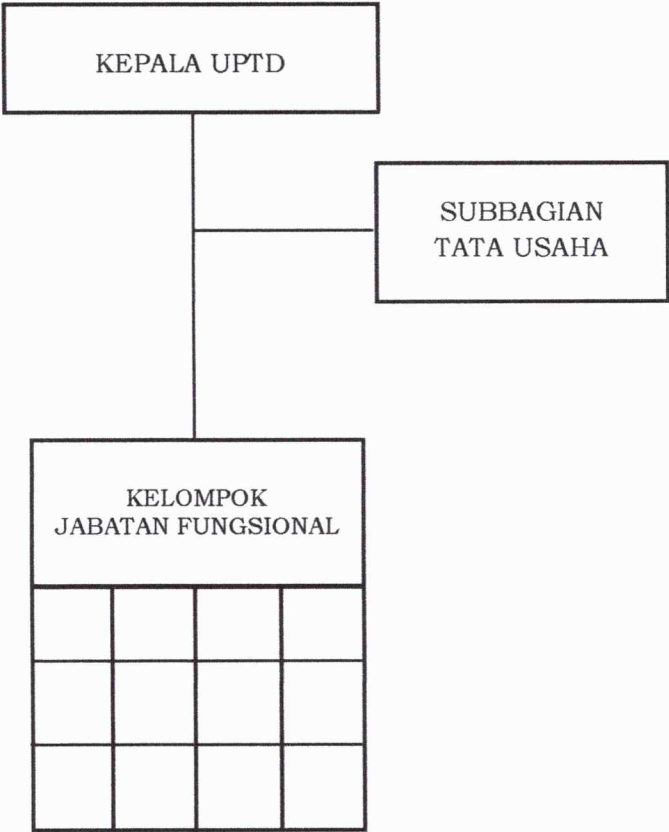 KEPALA UPTD
SUBBAGIAN
TATA USAHA
KELOMPOK
JABATAN FUNGSIONAL